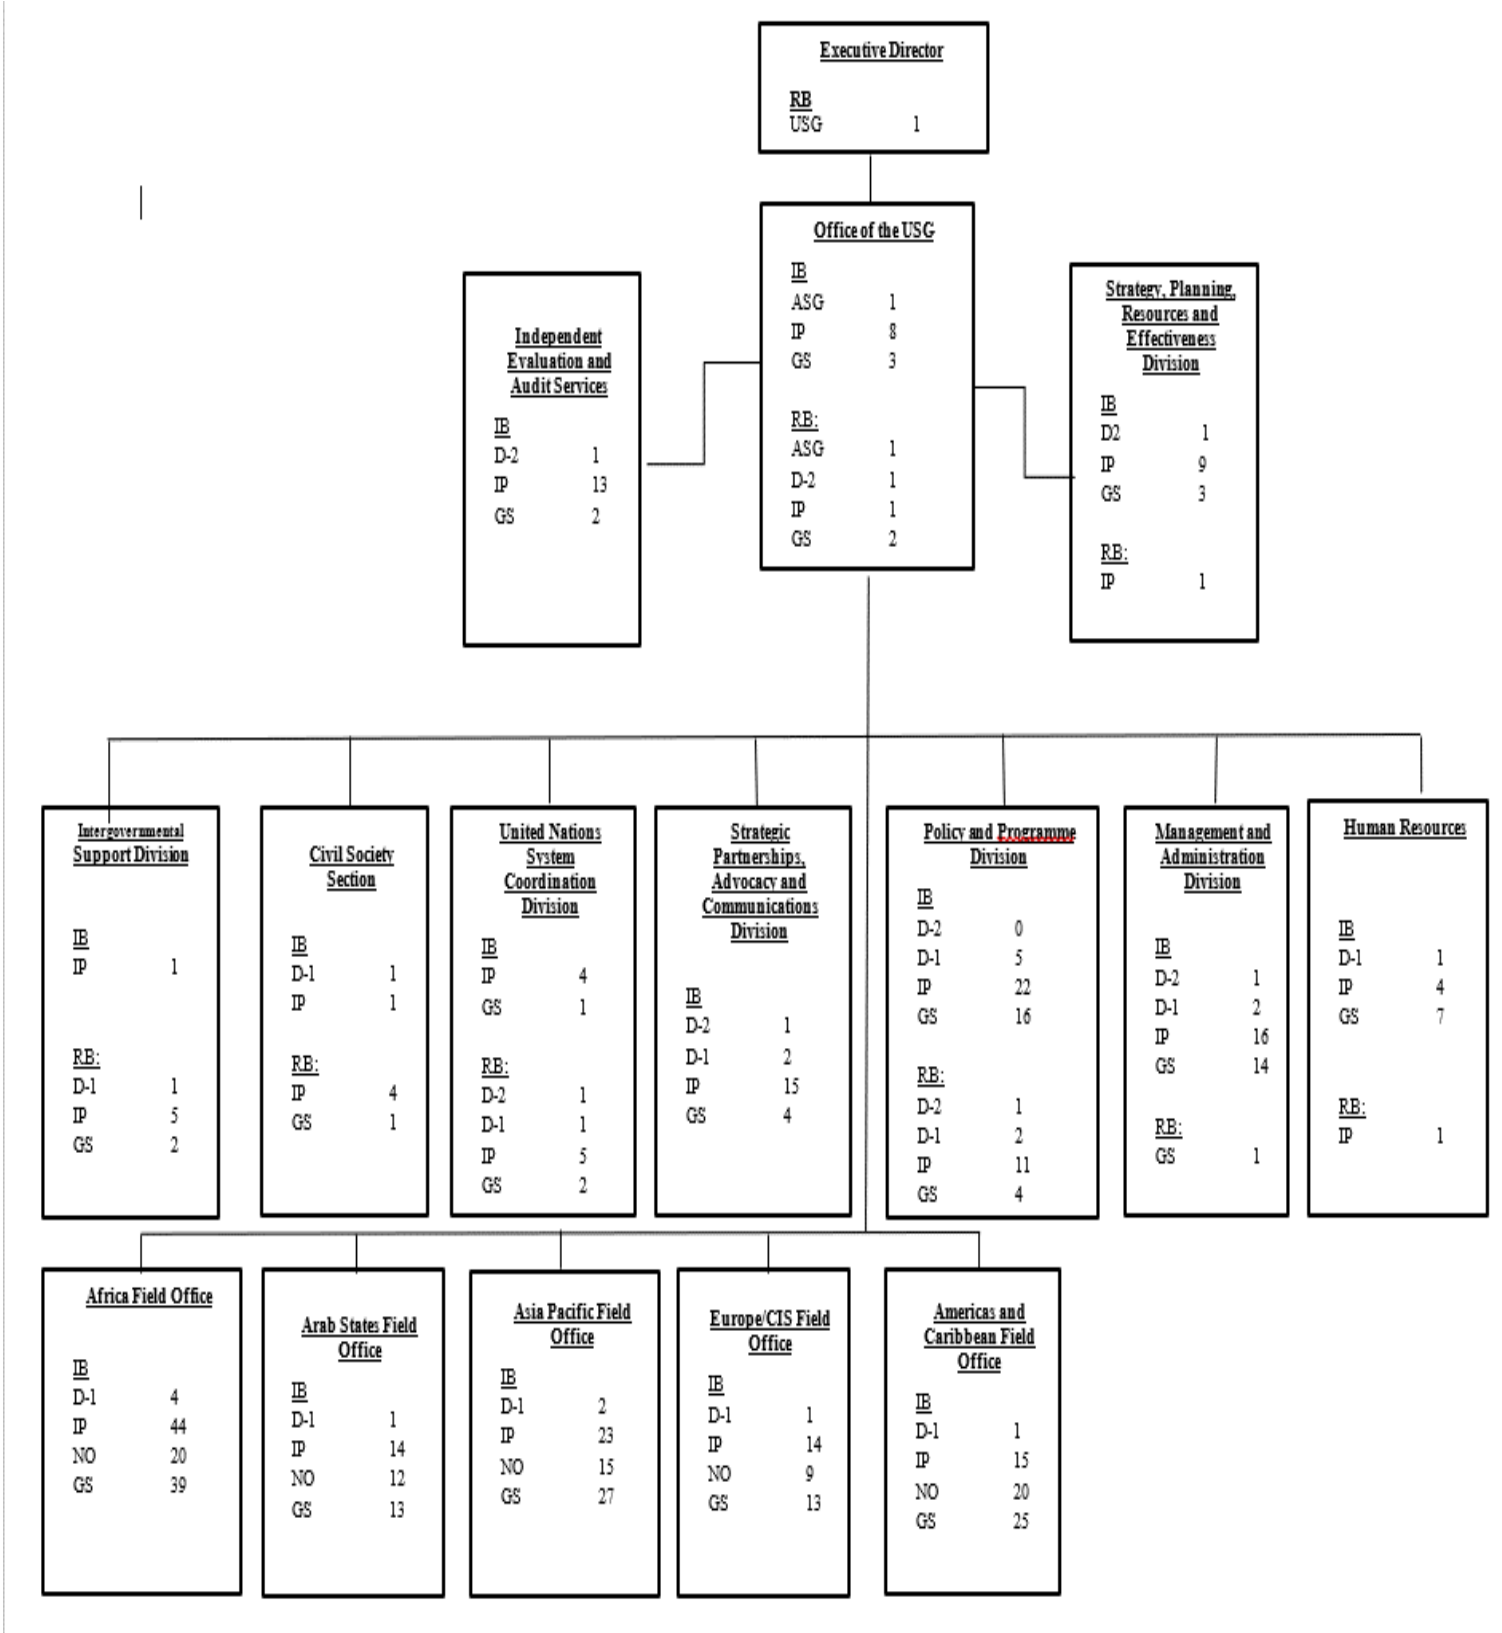 Executive Director
RB
USG 1
Office of the USG
IB
ASG 1
IP 8
GS 3
RB:
ASG 1
D-2 1
IP 1
GS 2
Independent
Evaluation and
Audit Services
IB
D-2 1
IP 13
GS 2
Strategy, Planning,
Resources and
Effectiveness
Division
IB
D2 1
IP 9
GS 3
RB:
IP 1
Intergovernmental
Support Division
IB
IP 1
RB:
D-1 1
IP 5
GS 2
Civil Society
Section
IB
D-1 1
IP 1
RB:
IP 4
GS 1
United Nations
System
Coordination
Division
IB
IP 4
GS 1
RB:
D-2 1
D-1 1
IP 5
GS 2
Strategic
Partnerships,
Advocacy and
Communications
Division
IB
D-2 1
D-1 2
IP 15
GS 4
Policy and Programme
Division
IB
D-2 0
D-1 5
IP 22
GS 16
RB:
D-2 1
D-1 2
IP 11
GS 4
Management and
Administration
Division
IB
D-2 1
D-1 2
IP 16
GS 14
RB:
GS 1
Human Resources
IB
D-1 1
IP 4
GS 7
RB:
IP 1
Africa Field Office
IB
D-1 4
IP 44
NO 20
GS 39
Arab States Field
Office
IB
D-1 1
IP 14
NO 12
GS 13
Asia Pacific Field
Office
IB
D-1 2
IP 23
NO 15
GS 27
Europe/CIS Field
Office
IB
D-1 1
IP 14
NO 9
GS 13
Americas and
Caribbean Field
Office
IB
D-1 1
IP 15
NO 20
GS 25